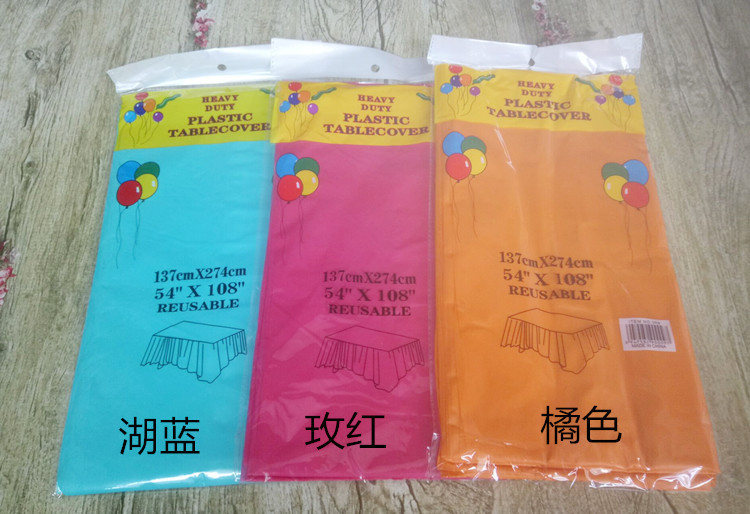 HEAVY
DUTY
PLASTIC
TABLECOVER
137cmX274cm
54" X 108"
REUSABLE
湖蓝
HEAVY
DUTY
PLASTIC
TABLECOVER
137cmX274cm
54" X 108"
REUSABLE
玫红
HEAVY
DUTY
PLASTIC
TABLECOVER
137cmX274cm
54" X 108"
REUSABLE
MADE IN CHINA
橘色